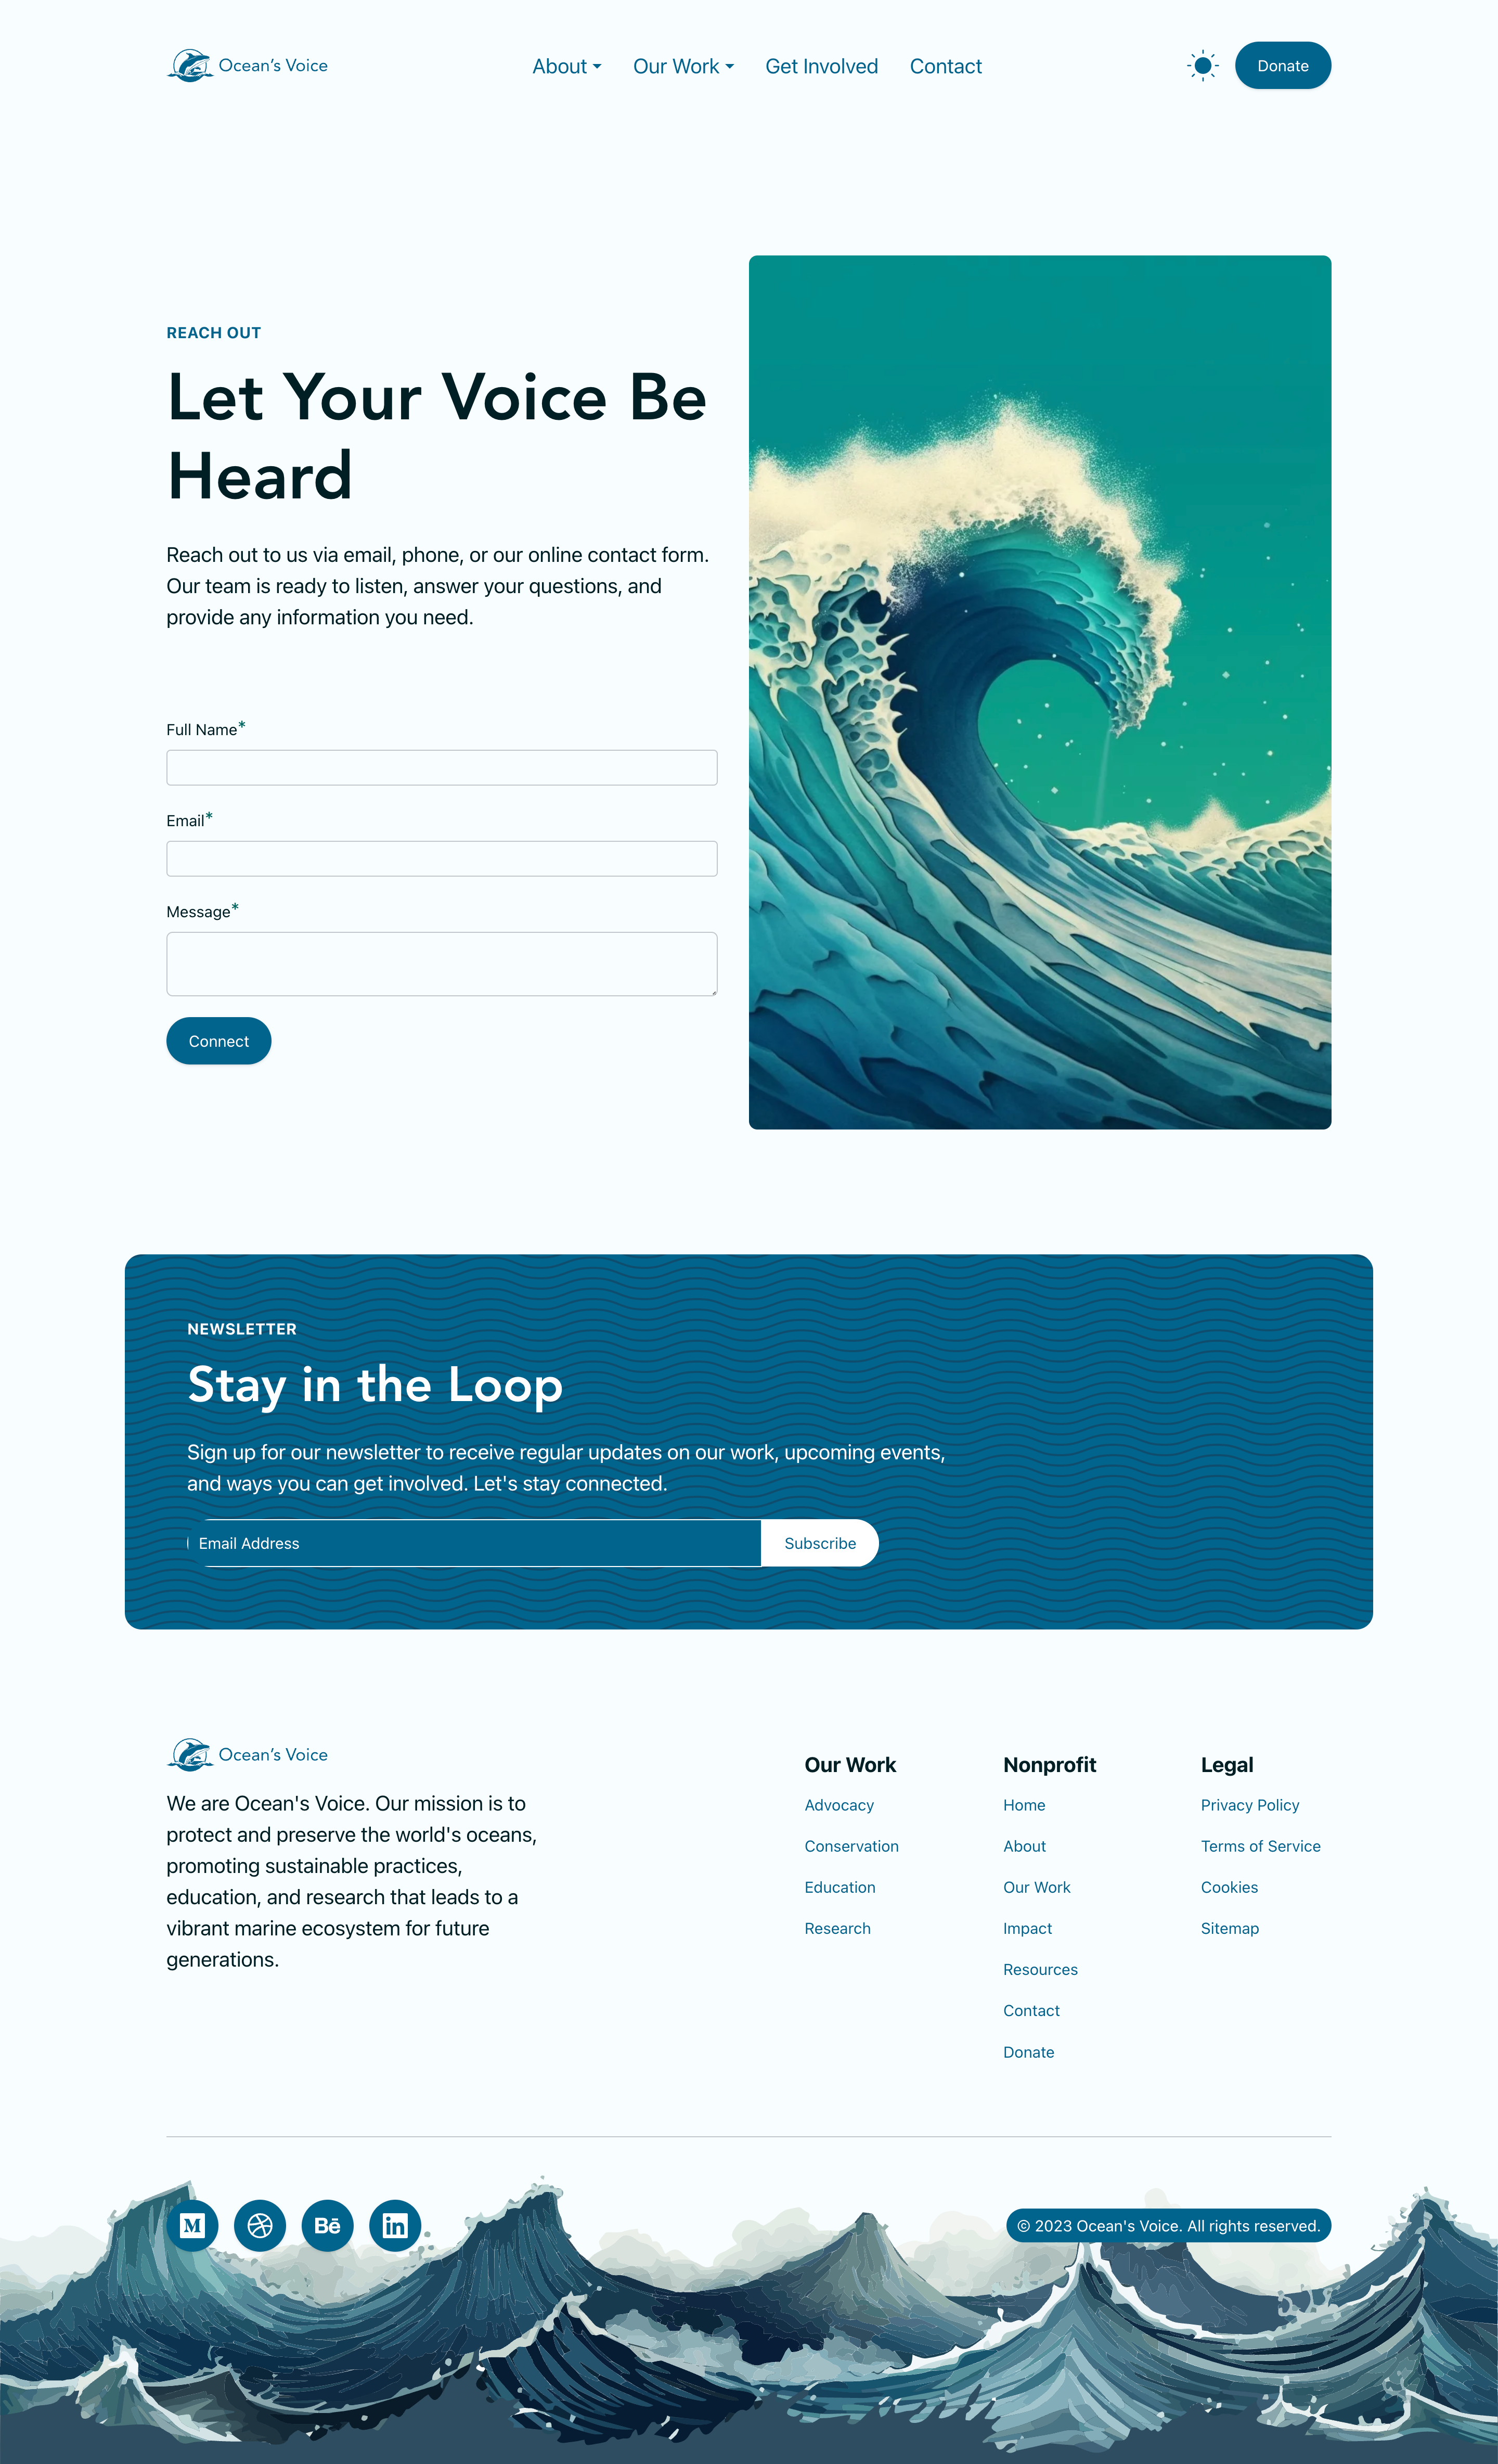 Ocean's Voice
About
Our Work
Get Involved
Contact
Donate
REACH OUT
Let Your Voice Be
Heard
Reach out to us via email, phone, or our online contact form.
Our team is ready to listen, answer your questions, and
provide any information you need.
Full Name*
Email*
Message*
Connect
NEWSLETTER
Stay in the Loop
Sign up for our newsletter to receive regular updates on our work, upcoming events,
and ways you can get involved. Let's stay connected.
Email Address
Subscribe
Ocean's Voice
We are Ocean's Voice. Our mission is to
protect and preserve the world's oceans,
promoting sustainable practices,
education, and research that leads to a
vibrant marine ecosystem for future
generations.
Our Work
Advocacy
Conservation
Education
Research
Nonprofit
Home
About
Our Work
Impact
Resources
Contact
Donate
Legal
Privacy Policy
Terms of Service
Cookies
Sitemap
M
Bē
in
© 2023 Ocean's Voice. All rights reserved.